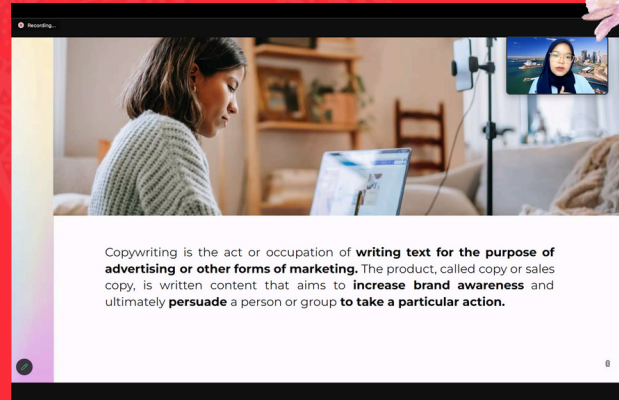 Recording...
Copywriting is the act or occupation of writing text for the purpose of
advertising or other forms of marketing. The product, called copy or sales
copy, is written content that aims to increase brand awareness and
ultimately persuade a person or group to take a particular action.